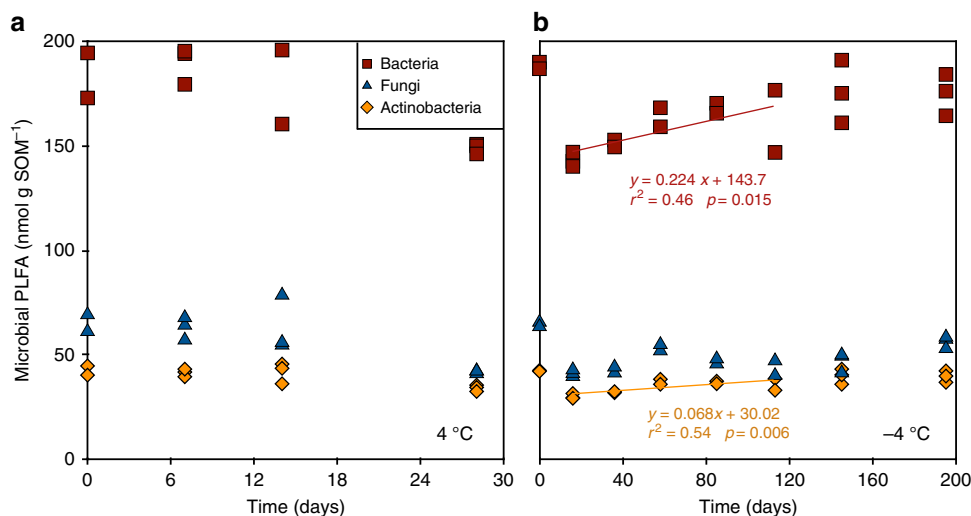 a
b
200
150
100
50
0
Microbial PLFA (nmol g SOM⁻¹)
Bacteria
Fungi
Actinobacteria
4 °C
0 6 12 18 24 30
Time (days)
y = 0.224 x + 143.7
r² = 0.46 p = 0.015
y = 0.068x + 30.02
r² = 0.54 p = 0.006
–4 °C
0 40 80 120 160 200
Time (days)